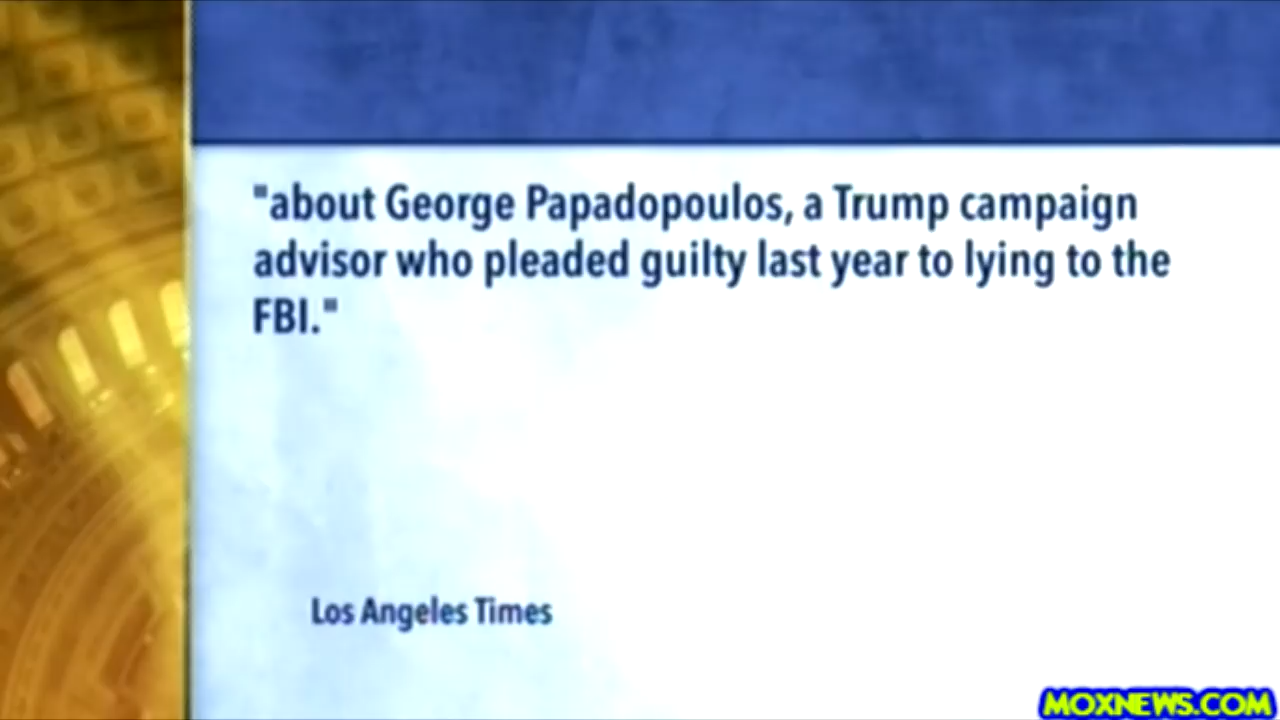 "about George Papadopoulos, a Trump campaign
advisor who pleaded guilty last year to lying to the
FBI."
Los Angeles Times
MOXNEWS.COM